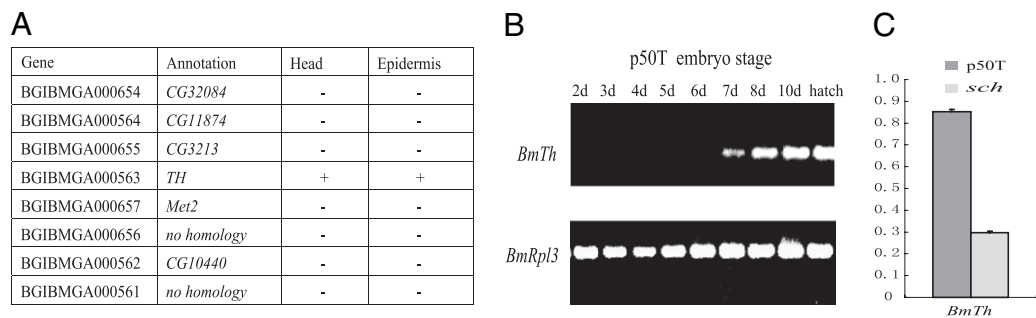 A
Gene Annotation Head Epidermis
BGIBMGA000654 CG32084 - -
BGIBMGA000564 CG11874 - -
BGIBMGA000655 CG3213 - -
BGIBMGA000563 TH + +
BGIBMGA000657 Met2 - -
BGIBMGA000656 no homology - -
BGIBMGA000562 CG10440 - -
BGIBMGA000561 no homology - -
B
p50T embryo stage
2d 3d 4d 5d 6d 7d 8d 10d hatch
BmTh
BmRpl3
C
p50T
sch
1.0
0.9
0.8
0.7
0.6
0.5
0.4
0.3
0.2
0.1
0
BmTh